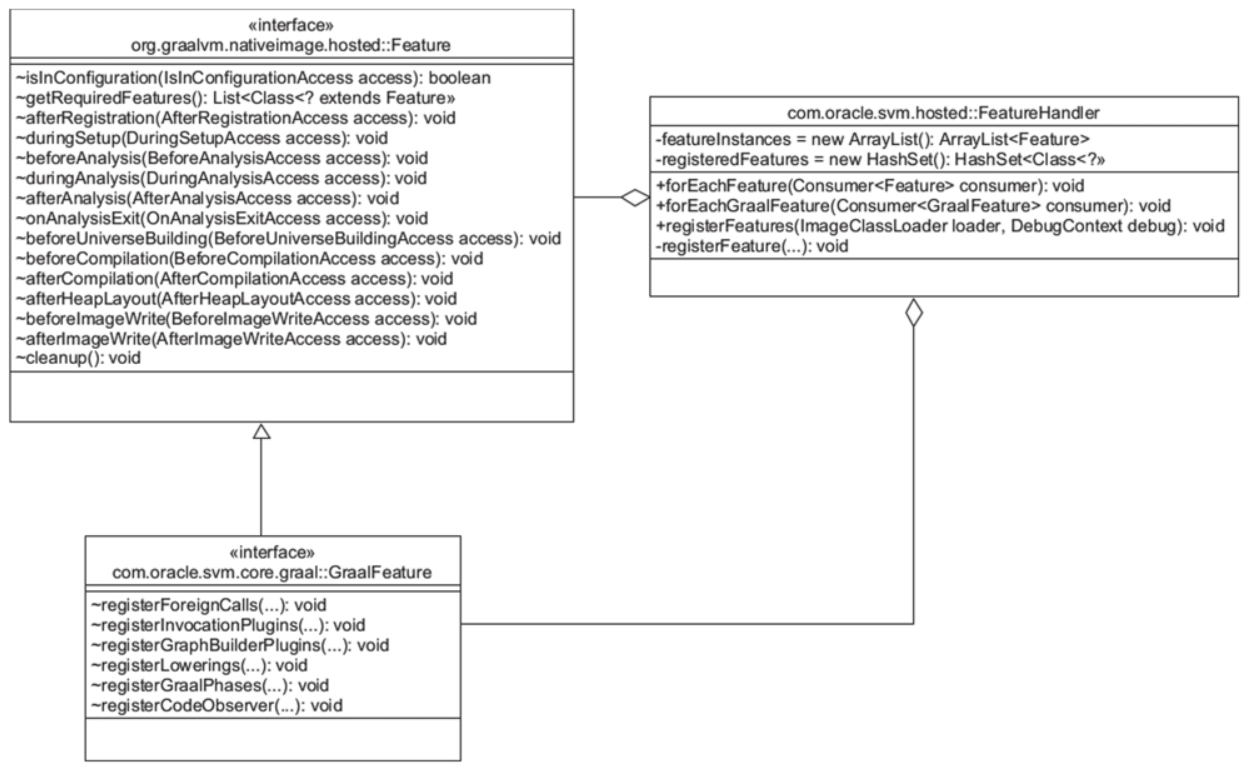 «interface»
org.graalvm.nativeimage.hosted::Feature
~isInConfiguration(IsInConfigurationAccess access): boolean
~getRequiredFeatures(): List<Class<? extends Feature»
~afterRegistration(AfterRegistrationAccess access): void
~duringSetup(DuringSetupAccess access): void
~beforeAnalysis(BeforeAnalysisAccess access): void
~duringAnalysis(DuringAnalysisAccess access): void
~afterAnalysis(AfterAnalysisAccess access): void
~onAnalysisExit(OnAnalysisExitAccess access): void
~beforeUniverseBuilding(BeforeUniverseBuildingAccess access): void
~beforeCompilation(BeforeCompilationAccess access): void
~afterCompilation(AfterCompilationAccess access): void
~afterHeapLayout(AfterHeapLayoutAccess access): void
~beforeImageWrite(BeforeImageWriteAccess access): void
~afterImageWrite(AfterImageWriteAccess access): void
~cleanup(): void
com.oracle.svm.hosted::FeatureHandler
-featureInstances = new ArrayList(): ArrayList<Feature>
-registeredFeatures = new HashSet(): HashSet<Class<?»
+forEachFeature(Consumer<Feature> consumer): void
+forEachGraalFeature(Consumer<GraalFeature> consumer): void
+registerFeatures(ImageClassLoader loader, DebugContext debug): void
-registerFeature(...): void
«interface»
com.oracle.svm.core.graal::GraalFeature
~registerForeignCalls(...): void
~registerInvocationPlugins(...): void
~registerGraphBuilderPlugins(...): void
~registerLowerings(...): void
~registerGraalPhases(...): void
~registerCodeObserver(...): void